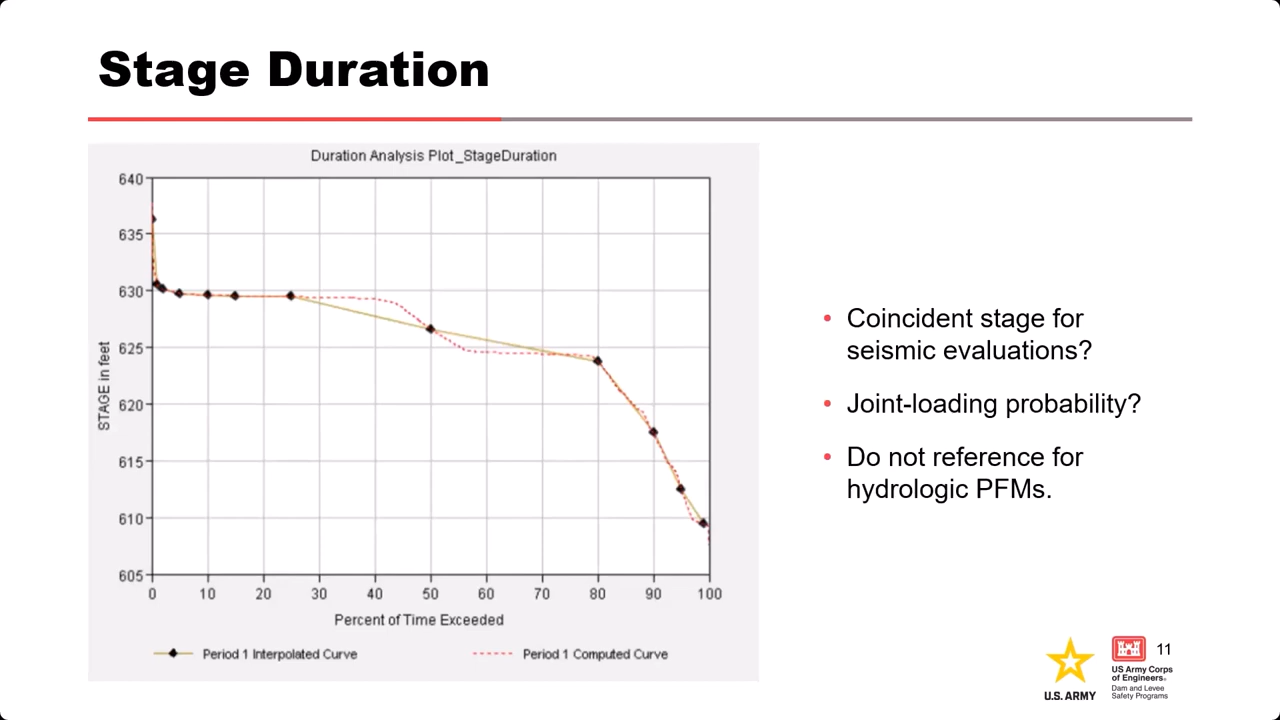 Stage Duration
Duration Analysis Plot_StageDuration
640
635
630
625
620
615
610
605
STAGE in feet
0 10 20 30 40 50 60 70 80 90 100
Percent of Time Exceeded
Period 1 Interpolated Curve Period 1 Computed Curve
• Coincident stage for
seismic evaluations?
• Joint-loading probability?
• Do not reference for
hydrologic PFMs.
U.S. ARMY
US Army Corps
of Engineers®
Dam and Levee
Safety Programs
11